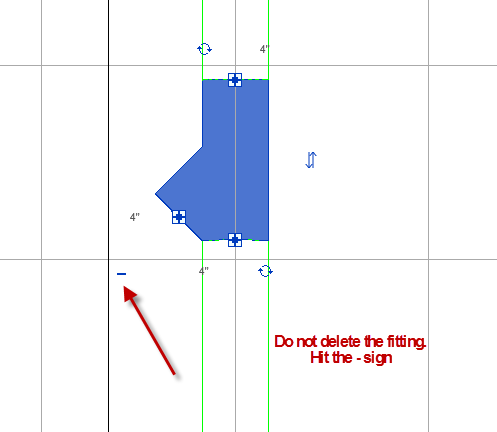 4"
4"
4"
Do not delete the fitting.
Hit the - sign